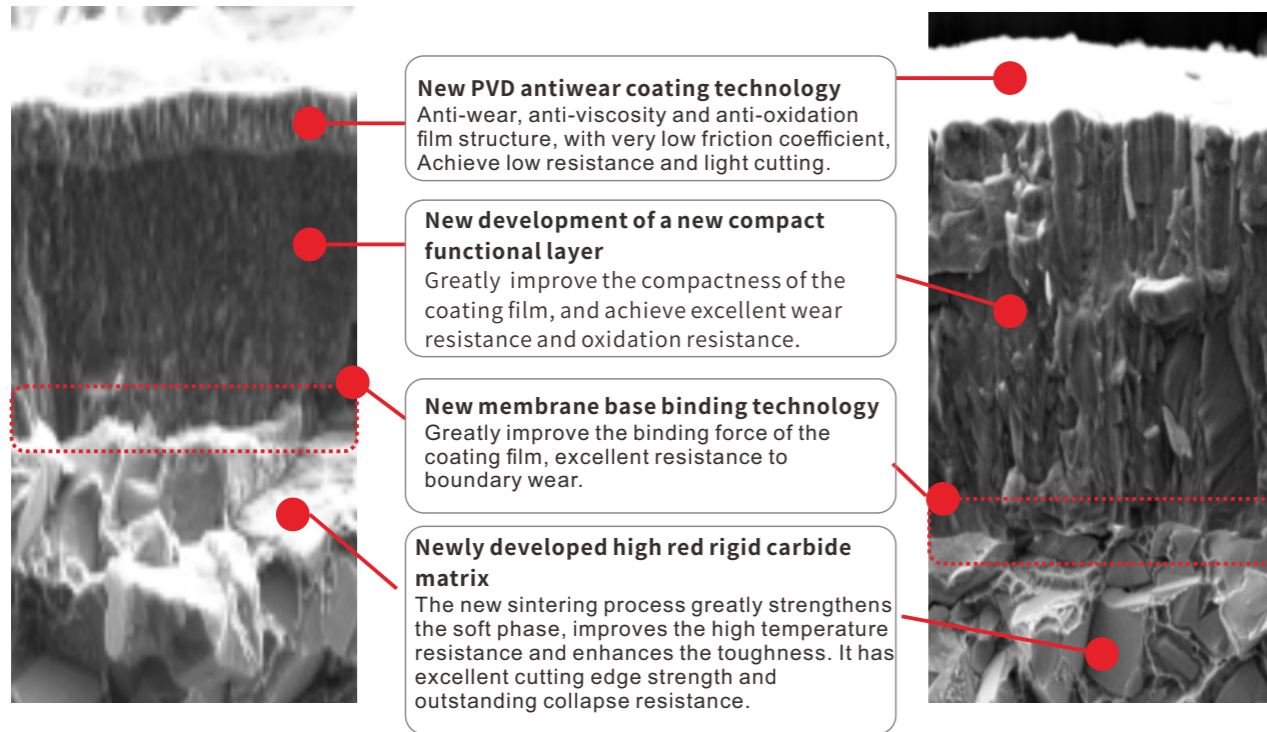 New PVD antiwear coating technology
Anti-wear, anti-viscosity and anti-oxidation
film structure, with very low friction coefficient,
Achieve low resistance and light cutting.
New development of a new compact
functional layer
Greatly improve the compactness of the
coating film, and achieve excellent wear
resistance and oxidation resistance.
New membrane base binding technology
Greatly improve the binding force of the
coating film, excellent resistance to
boundary wear.
Newly developed high red rigid carbide
matrix
The new sintering process greatly strengthens
the soft phase, improves the high temperature
resistance and enhances the toughness. It has
excellent cutting edge strength and
outstanding collapse resistance.